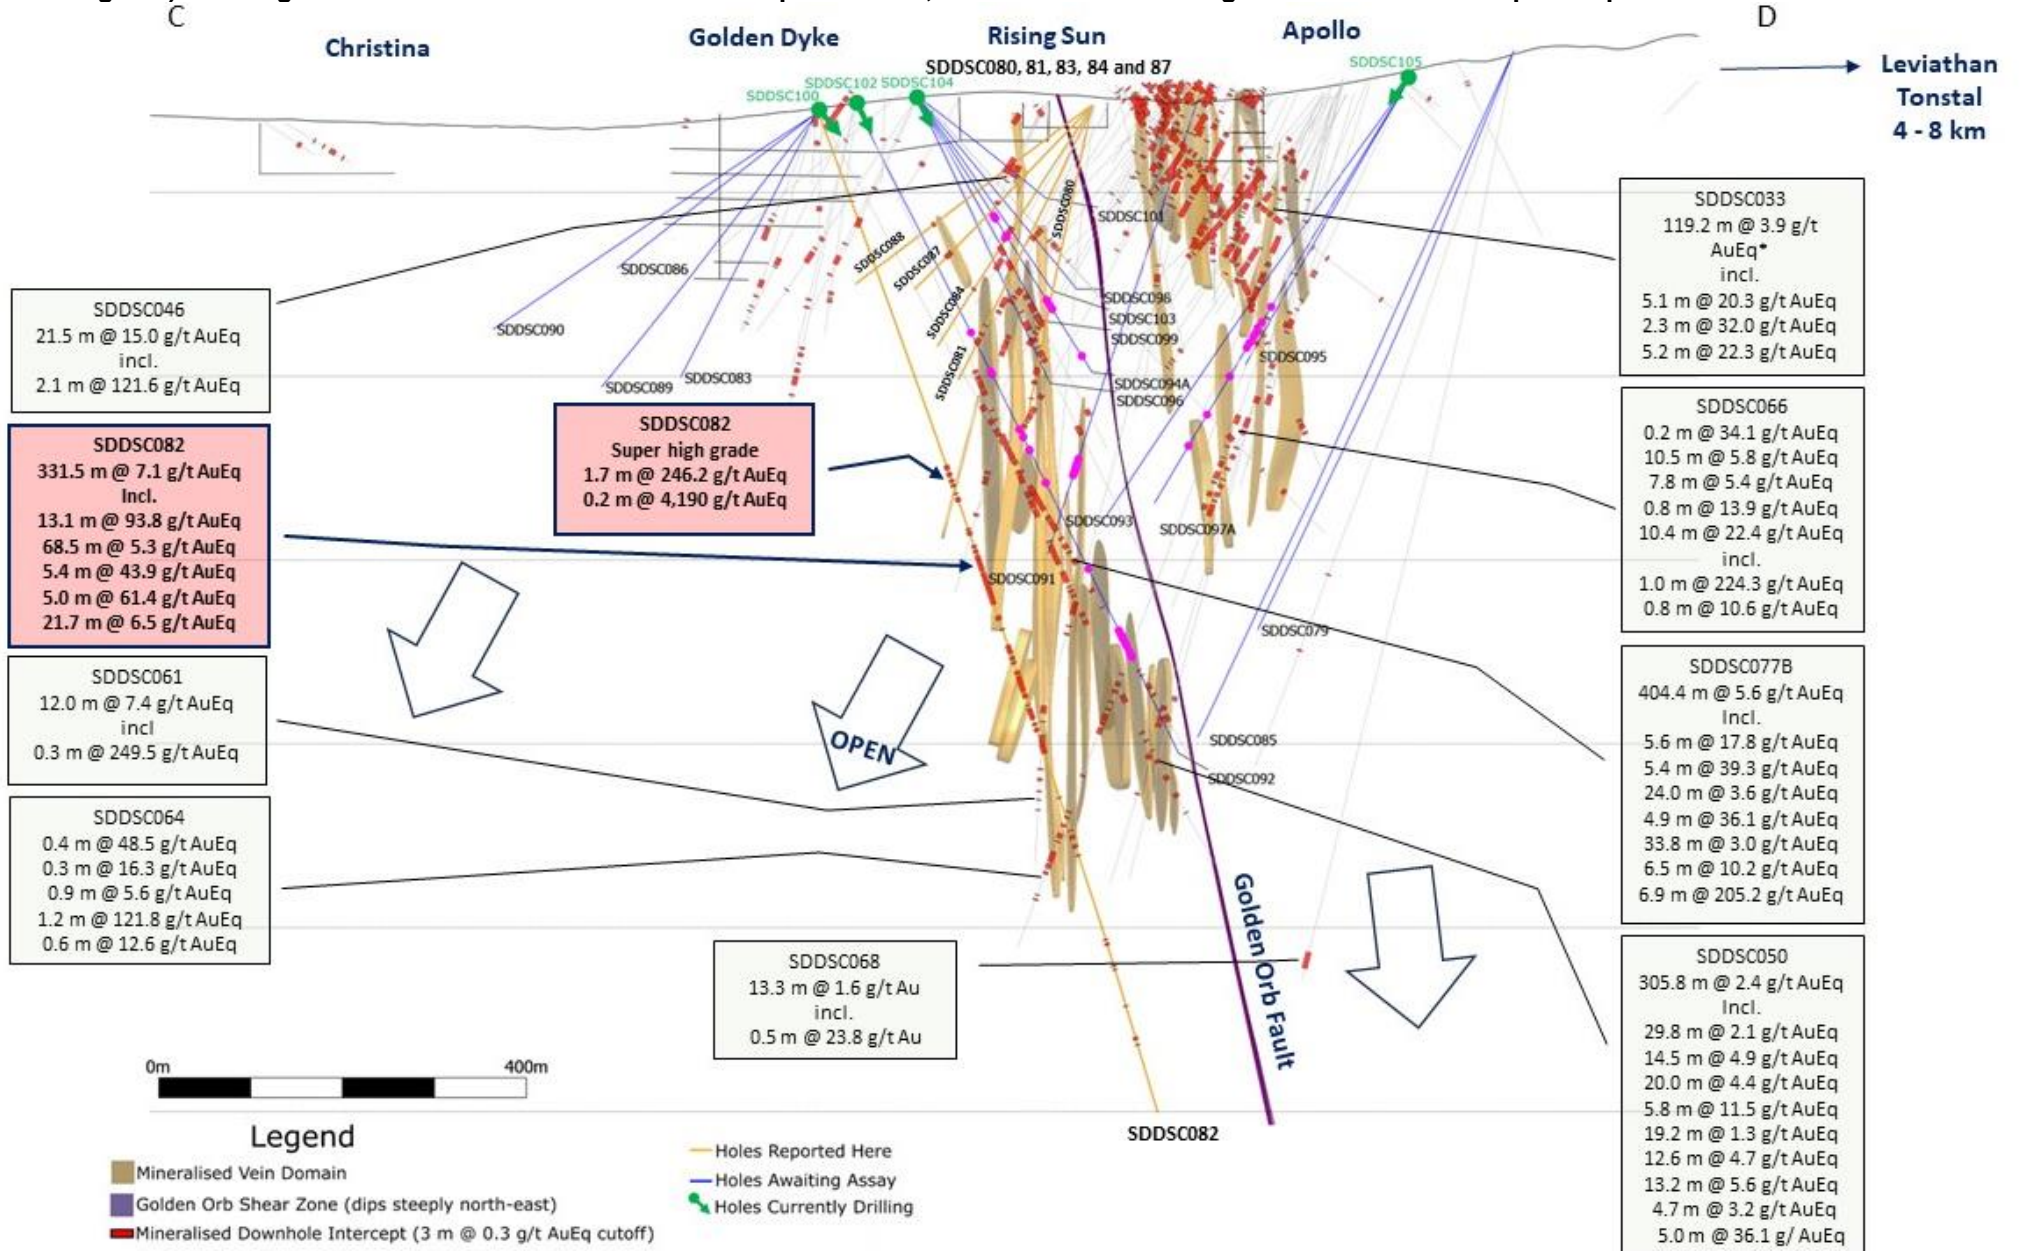 C
D
Christina
Golden Dyke
Rising Sun
Apollo
SDDSC080, 81, 83, 84 and 87
Leviathan
Tonstal
4 - 8 km
SDDSC100
SDDSC102
SDDSC104
SDDSC105
SDDSC080
SDDSC101
SDDSC088
SDDSC087
SDDSC084
SDDSC081
SDDSC086
SDDSC090
SDDSC089
SDDSC083
SDDSC098
SDDSC103
SDDSC099
SDDSC094A
SDDSC096
SDDSC095
SDDSC093
SDDSC097A
SDDSC091
SDDSC079
SDDSC085
SDDSC092
SDDSC046
21.5 m @ 15.0 g/t AuEq
incl.
2.1 m @ 121.6 g/t AuEq
SDDSC082
331.5 m @ 7.1 g/t AuEq
Incl.
13.1 m @ 93.8 g/t AuEq
68.5 m @ 5.3 g/t AuEq
5.4 m @ 43.9 g/t AuEq
5.0 m @ 61.4 g/t AuEq
21.7 m @ 6.5 g/t AuEq
SDDSC061
12.0 m @ 7.4 g/t AuEq
incl
0.3 m @ 249.5 g/t AuEq
SDDSC064
0.4 m @ 48.5 g/t AuEq
0.3 m @ 16.3 g/t AuEq
0.9 m @ 5.6 g/t AuEq
1.2 m @ 121.8 g/t AuEq
0.6 m @ 12.6 g/t AuEq
SDDSC082
Super high grade
1.7 m @ 246.2 g/t AuEq
0.2 m @ 4,190 g/t AuEq
OPEN
SDDSC068
13.3 m @ 1.6 g/t Au
incl.
0.5 m @ 23.8 g/t Au
Golden Orb Fault
SDDSC082
SDDSC033
119.2 m @ 3.9 g/t
AuEq*
incl.
5.1 m @ 20.3 g/t AuEq
2.3 m @ 32.0 g/t AuEq
5.2 m @ 22.3 g/t AuEq
SDDSC066
0.2 m @ 34.1 g/t AuEq
10.5 m @ 5.8 g/t AuEq
7.8 m @ 5.4 g/t AuEq
0.8 m @ 13.9 g/t AuEq
10.4 m @ 22.4 g/t AuEq
incl.
1.0 m @ 224.3 g/t AuEq
0.8 m @ 10.6 g/t AuEq
SDDSC077B
404.4 m @ 5.6 g/t AuEq
Incl.
5.6 m @ 17.8 g/t AuEq
5.4 m @ 39.3 g/t AuEq
24.0 m @ 3.6 g/t AuEq
4.9 m @ 36.1 g/t AuEq
33.8 m @ 3.0 g/t AuEq
6.5 m @ 10.2 g/t AuEq
6.9 m @ 205.2 g/t AuEq
SDDSC050
305.8 m @ 2.4 g/t AuEq
Incl.
29.8 m @ 2.1 g/t AuEq
14.5 m @ 4.9 g/t AuEq
20.0 m @ 4.4 g/t AuEq
5.8 m @ 11.5 g/t AuEq
19.2 m @ 1.3 g/t AuEq
12.6 m @ 4.7 g/t AuEq
13.2 m @ 5.6 g/t AuEq
4.7 m @ 3.2 g/t AuEq
5.0 m @ 36.1 g/ AuEq
0m
400m
Legend
Mineralised Vein Domain
Golden Orb Shear Zone (dips steeply north-east)
Mineralised Downhole Intercept (3 m @ 0.3 g/t AuEq cutoff)
Holes Reported Here
Holes Awaiting Assay
Holes Currently Drilling